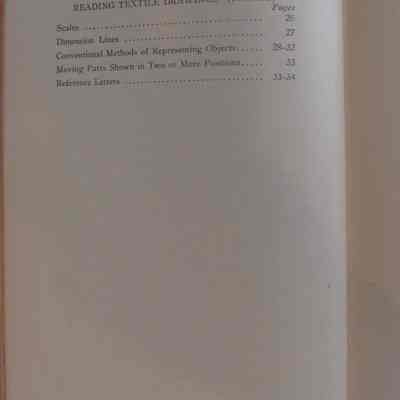 READING TEXTILE DRAWINGS
Pages
Scales ........................................ 26
Dimension Lines ............................... 27
Conventional Methods of Representing Objects...... 28-32
Moving Parts Shown in Two or More Positions..... 33
Reference Letters .............................. 33-34